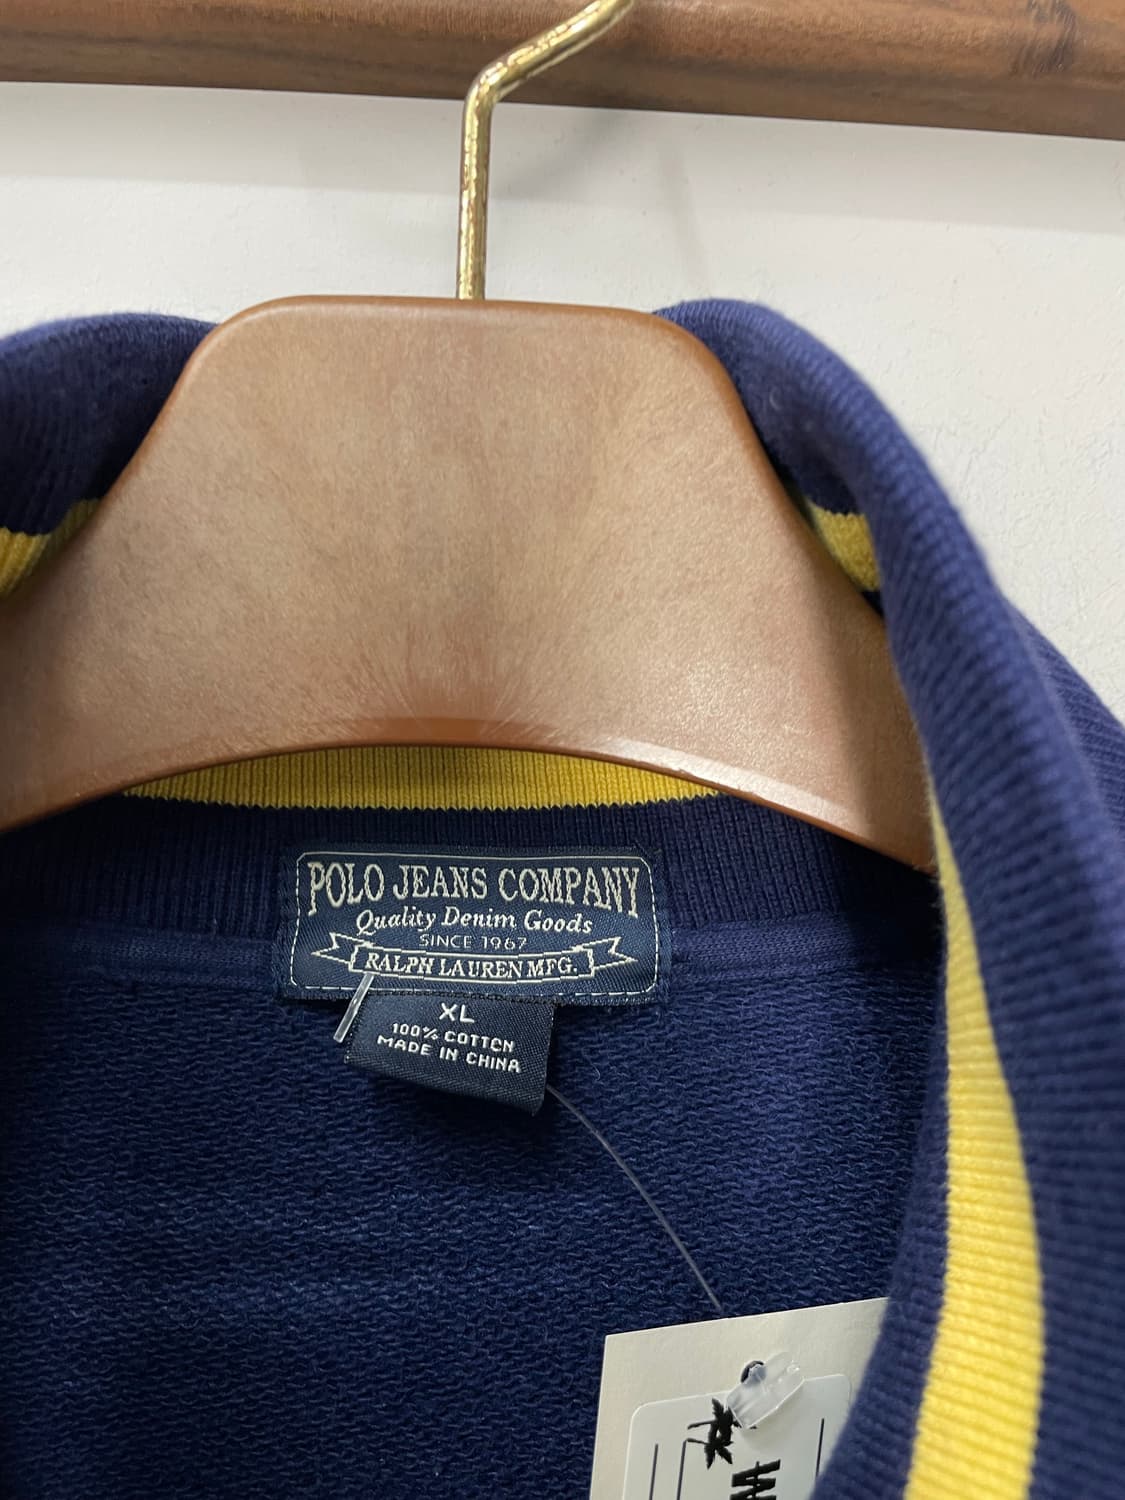 POLO JEANS COMPANY
Quality Denim Goods
SINCE 1967
RALPH LAUREN MFG.
XL
100% COTTON
MADE IN CHINA